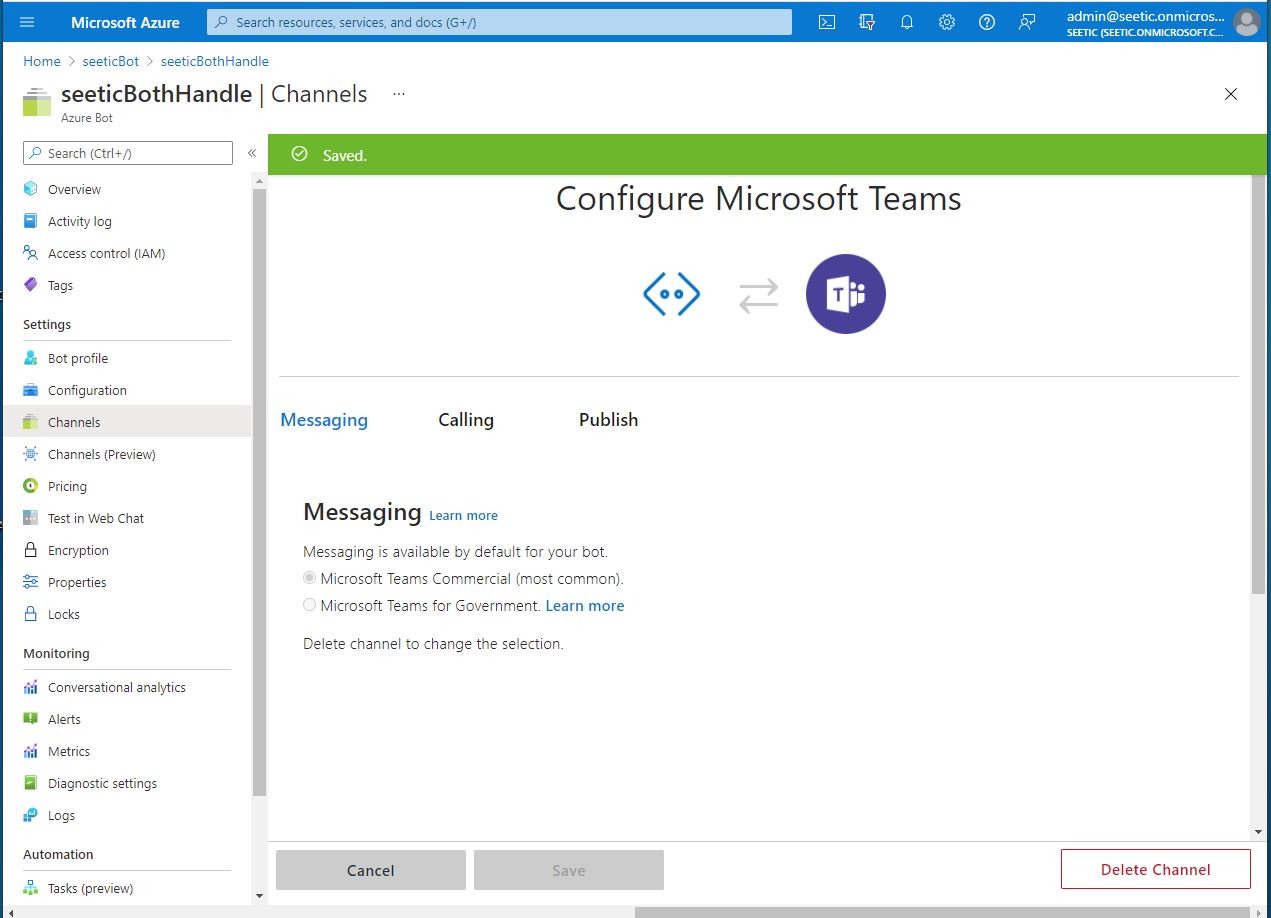 Microsoft Azure
Search resources, services, and docs (G+/)
admin@seetic.onmicros...
SEETIC (SEETIC.ONMICROSOFT.C...
Home > seeticBot > seeticBothHandle
seeticBothHandle | Channels ...
Azure Bot
Search (Ctrl+/)
«
Saved.
Overview
Activity log
Access control (IAM)
Tags
Settings
Bot profile
Configuration
Channels
Channels (Preview)
Pricing
Test in Web Chat
Encryption
Properties
Locks
Monitoring
Conversational analytics
Alerts
Metrics
Diagnostic settings
Logs
Automation
Tasks (preview)
Configure Microsoft Teams
T
Messaging Calling Publish
Messaging Learn more
Messaging is available by default for your bot.
Microsoft Teams Commercial (most common).
Microsoft Teams for Government. Learn more
Delete channel to change the selection.
Cancel Save Delete Channel